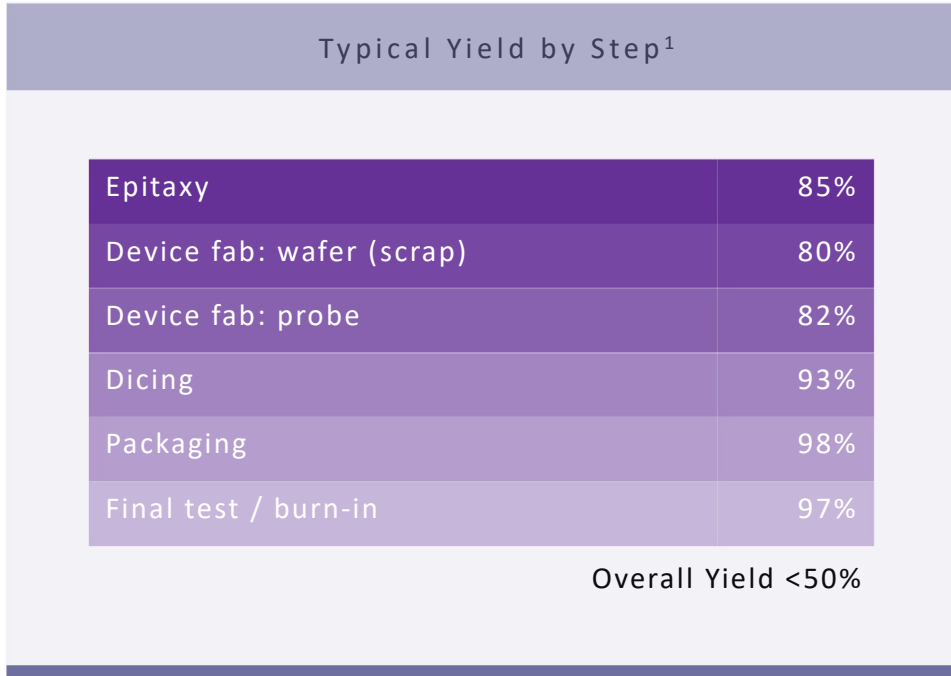 Typical Yield by Step¹
Epitaxy 85%
Device fab: wafer (scrap) 80%
Device fab: probe 82%
Dicing 93%
Packaging 98%
Final test / burn-in 97%
Overall Yield <50%